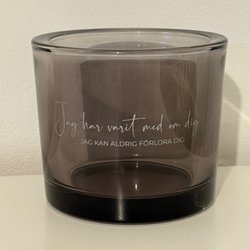 Jag har varit med om dig
JAG KAN ALDRIG FÖRLORA DIG